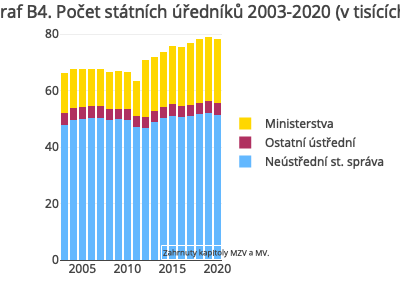 raf B4. Počet státních úředníků 2003-2020 (v tisících
80
60
40
20
0
2005 2010 2015 2020
Ministerstva
Ostatní ústřední
Neústřední st. správa
Zahrnuty kapitoly MZV a MV.